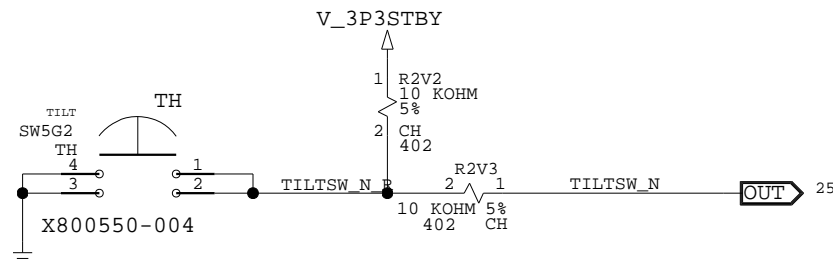 V_3P3STBY
1 R2V2
10 KOHM
5%
2 CH
402
TILT
SW5G2
TH
TH
4 1
3 2
X800550-004
TILTSW_N_R
R2V3
2 1
10 KOHM 5%
402 CH
TILTSW_N
OUT 25